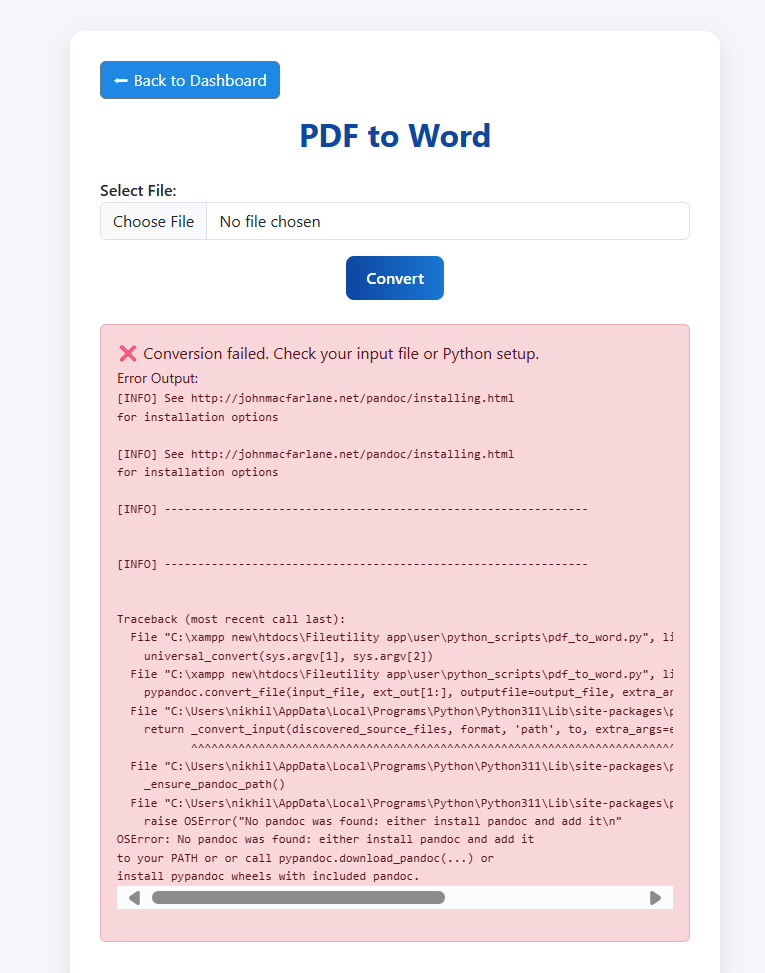 ⬅ Back to Dashboard
PDF to Word
Select File:
Choose File No file chosen
Convert
❌ Conversion failed. Check your input file or Python setup.
Error Output:
[INFO] See http://johnmacfarlane.net/pandoc/installing.html
for installation options
[INFO] See http://johnmacfarlane.net/pandoc/installing.html
for installation options
[INFO] ---------------------------------------------------------------
[INFO] ---------------------------------------------------------------
Traceback (most recent call last):
  File "C:\xampp new\htdocs\Fileutility app\user\python_scripts\pdf_to_word.py", li
    universal_convert(sys.argv[1], sys.argv[2])
  File "C:\xampp new\htdocs\Fileutility app\user\python_scripts\pdf_to_word.py", li
    pypandoc.convert_file(input_file, ext_out[1:], outputfile=output_file, extra_ar
  File "C:\Users\nikhil\AppData\Local\Programs\Python\Python311\Lib\site-packages\p
    return _convert_input(discovered_source_files, format, 'path', to, extra_args=e
           ^^^^^^^^^^^^^^^^^^^^^^^^^^^^^^^^^^^^^^^^^^^^^^^^^^^^^^^^^^^^^^^^^^^^^^^^
  File "C:\Users\nikhil\AppData\Local\Programs\Python\Python311\Lib\site-packages\p
    _ensure_pandoc_path()
  File "C:\Users\nikhil\AppData\Local\Programs\Python\Python311\Lib\site-packages\p
    raise OSError("No pandoc was found: either install pandoc and add it\n"
OSError: No pandoc was found: either install pandoc and add it
to your PATH or or call pypandoc.download_pandoc(...) or
install pypandoc wheels with included pandoc.